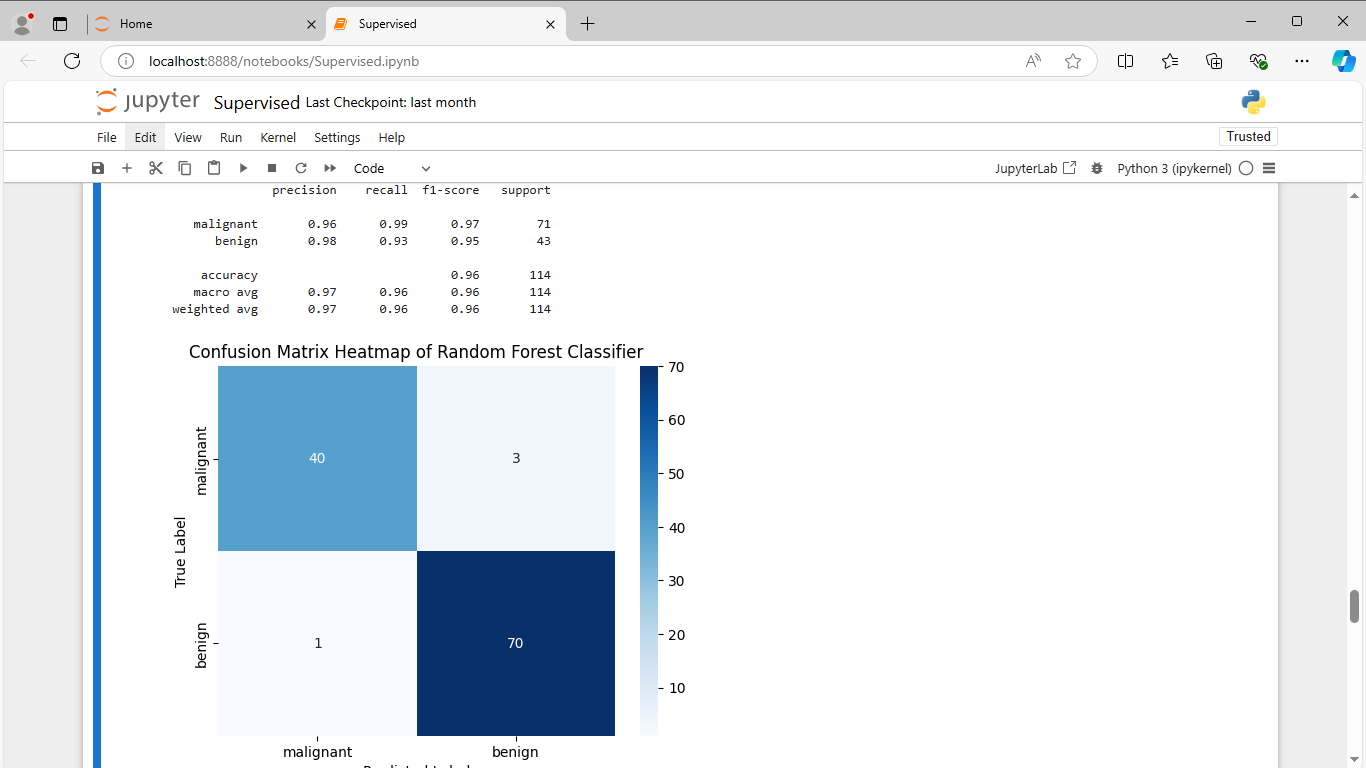 Home
Supervised
localhost:8888/notebooks/Supervised.ipynb
jupyter Supervised Last Checkpoint: last month
File Edit View Run Kernel Settings Help
Trusted
Code
JupyterLab
Python 3 (ipykernel)
precision recall f1-score support
malignant 0.96 0.99 0.97 71
benign 0.98 0.93 0.95 43
accuracy 0.96 114
macro avg 0.97 0.96 0.96 114
weighted avg 0.97 0.96 0.96 114
Confusion Matrix Heatmap of Random Forest Classifier
True Label
malignant
40 3
benign
1 70
malignant benign
70
60
50
40
30
20
10